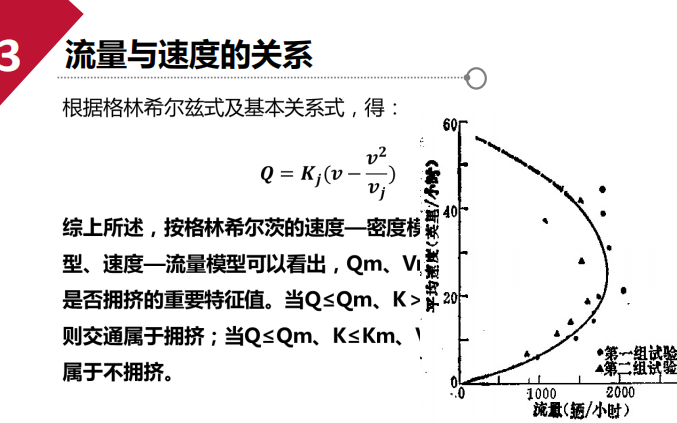 3
流量与速度的关系
根据格林希尔兹式及基本关系式，得：
Q = K_j(v − v²/v_j)
综上所述，按格林希尔茨的速度—密度模
型、速度—流量模型可以看出，Qm、V
是否拥挤的重要特征值。当Q≤Qm、K >
则交通属于拥挤；当Q≤Qm、K≤Km、
属于不拥挤。
平均速度(英里/小时)
60
40
20
0
.0
1000
2000
流量(辆/小时)
●第一组试验
▲第二组试验